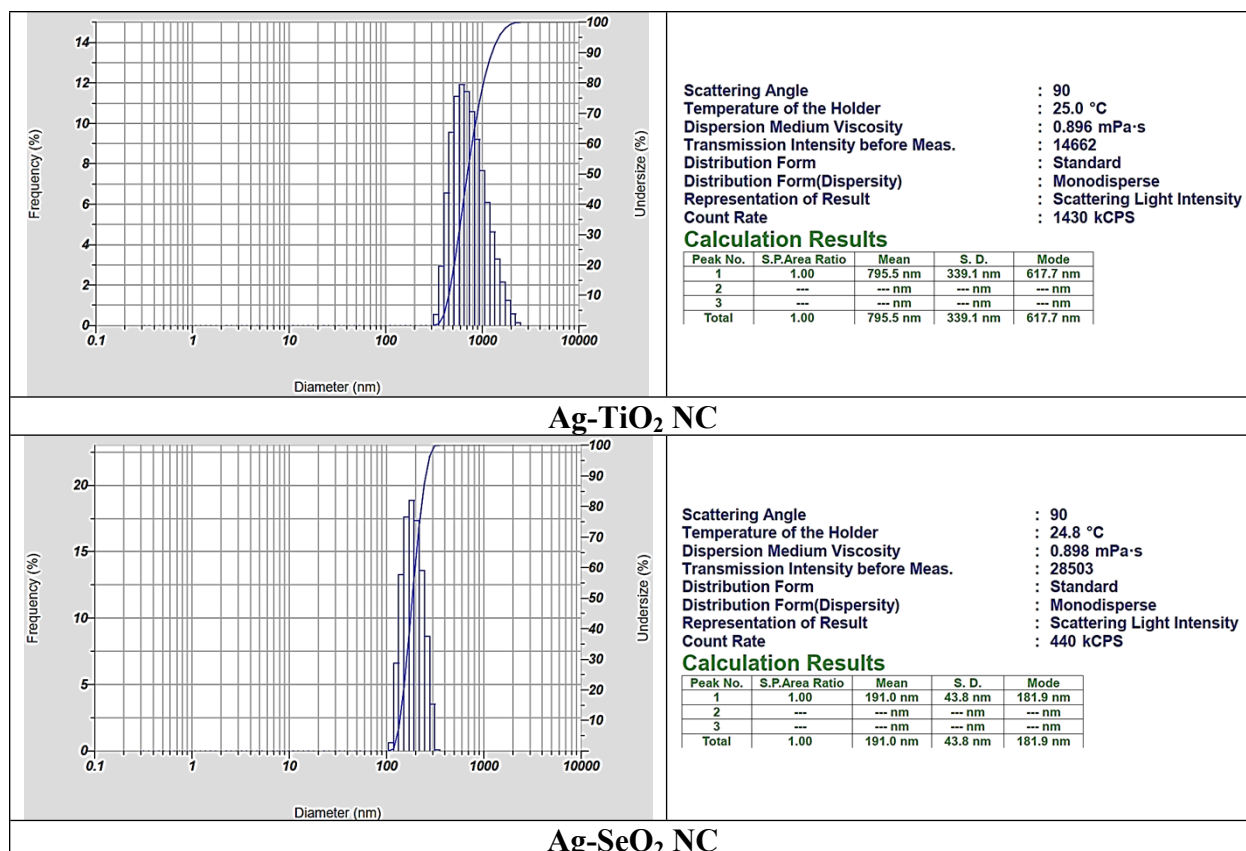 14
12
10
8
6
4
2
0
Frequency (%)
100
90
80
70
60
50
40
30
20
10
Undersize (%)
0.1 1 10 100 1000 10000
Diameter (nm)
Scattering Angle : 90
Temperature of the Holder : 25.0 °C
Dispersion Medium Viscosity : 0.896 mPa·s
Transmission Intensity before Meas. : 14662
Distribution Form : Standard
Distribution Form(Dispersity) : Monodisperse
Representation of Result : Scattering Light Intensity
Count Rate : 1430 kCPS
Calculation Results
Peak No. S.P.Area Ratio Mean S. D. Mode
1 1.00 795.5 nm 339.1 nm 617.7 nm
2 --- --- nm --- nm --- nm
3 --- --- nm --- nm --- nm
Total 1.00 795.5 nm 339.1 nm 617.7 nm
Ag-TiO₂ NC
20
15
10
5
0
Frequency (%)
100
90
80
70
60
50
40
30
20
10
Undersize (%)
0.1 1 10 100 1000 10000
Diameter (nm)
Scattering Angle : 90
Temperature of the Holder : 24.8 °C
Dispersion Medium Viscosity : 0.898 mPa·s
Transmission Intensity before Meas. : 28503
Distribution Form : Standard
Distribution Form(Dispersity) : Monodisperse
Representation of Result : Scattering Light Intensity
Count Rate : 440 kCPS
Calculation Results
Peak No. S.P.Area Ratio Mean S. D. Mode
1 1.00 191.0 nm 43.8 nm 181.9 nm
2 --- --- nm --- nm --- nm
3 --- --- nm --- nm --- nm
Total 1.00 191.0 nm 43.8 nm 181.9 nm
Ag-SeO₂ NC